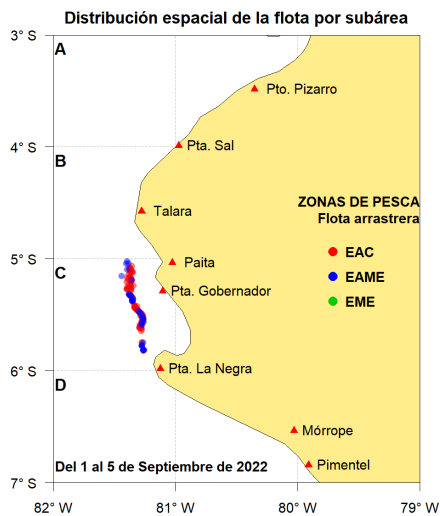 Distribución espacial de la flota por subárea
3° S
A
Pto. Pizarro
4° S
Pta. Sal
B
ZONAS DE PESCA
Talara
Flota arrastrera
EAC
5° S
Paita
C
EAME
Pta. Gobernador
EME
6° S
Pta. La Negra
D
Mórrope
Del 1 al 5 de Septiembre de 2022
Pimentel
7° S
82° W
81° W
80° W
79° W